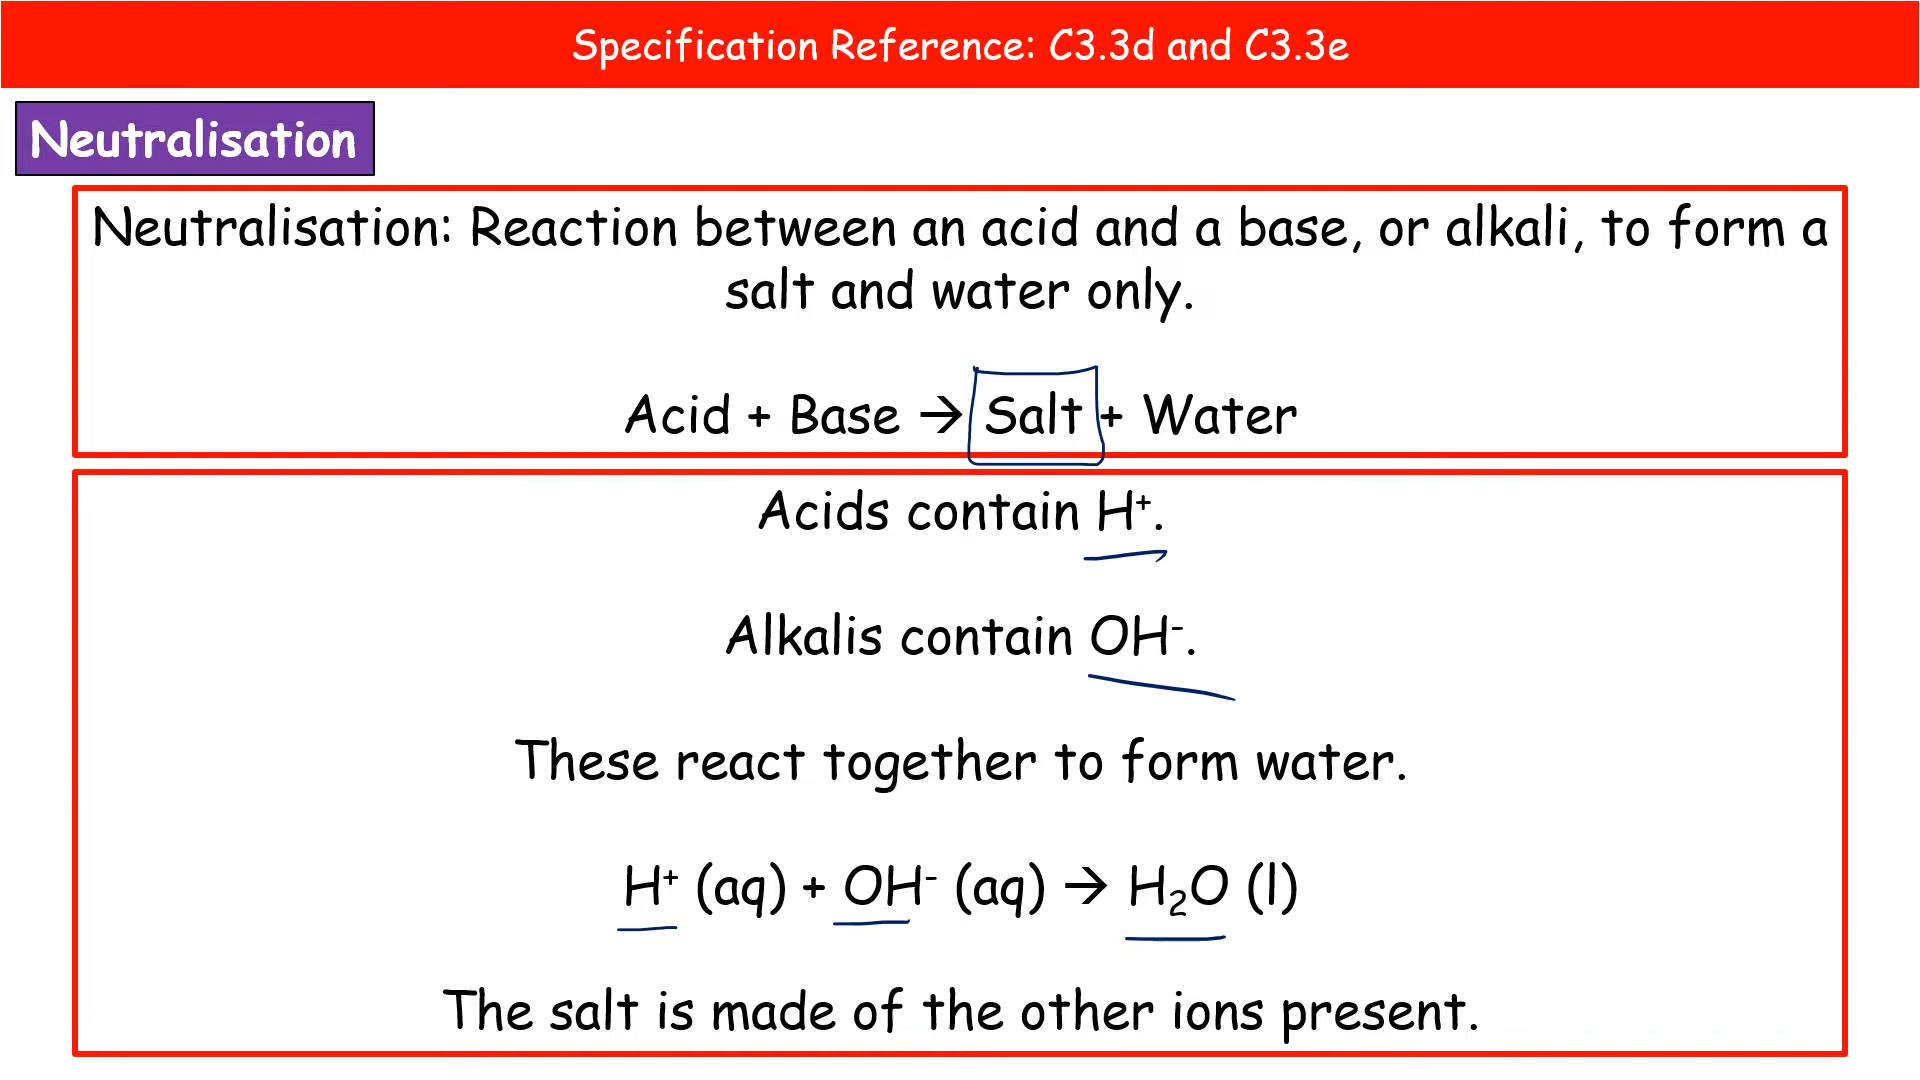 Specification Reference: C3.3d and C3.3e
Neutralisation
Neutralisation: Reaction between an acid and a base, or alkali, to form a
salt and water only.
Acid + Base → Salt + Water
Acids contain H⁺.
Alkalis contain OH⁻.
These react together to form water.
H⁺ (aq) + OH⁻ (aq) → H₂O (l)
The salt is made of the other ions present.